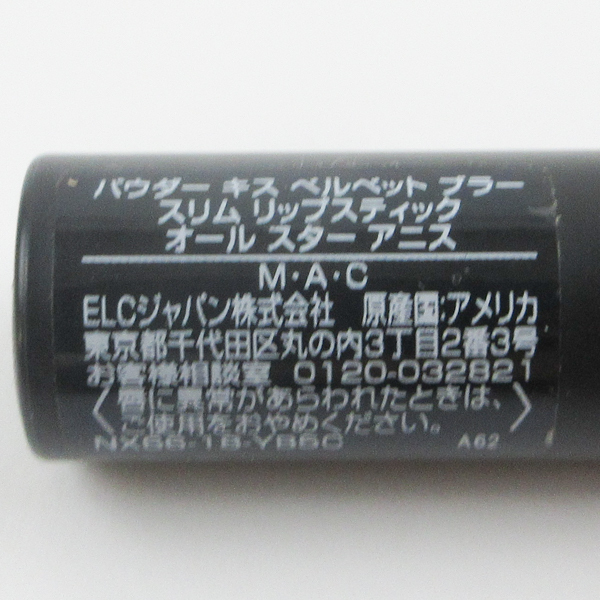 パウダー キス ベルベット ブラー
スリム リップスティック
オール スター アニス
M·A·C
ELCジャパン株式会社 原産国:アメリカ
東京都千代田区丸の内3丁目2番3号
お客様相談室 0120-032821
〈唇に異常があらわれたときは、
ご使用をおやめください。〉
A62